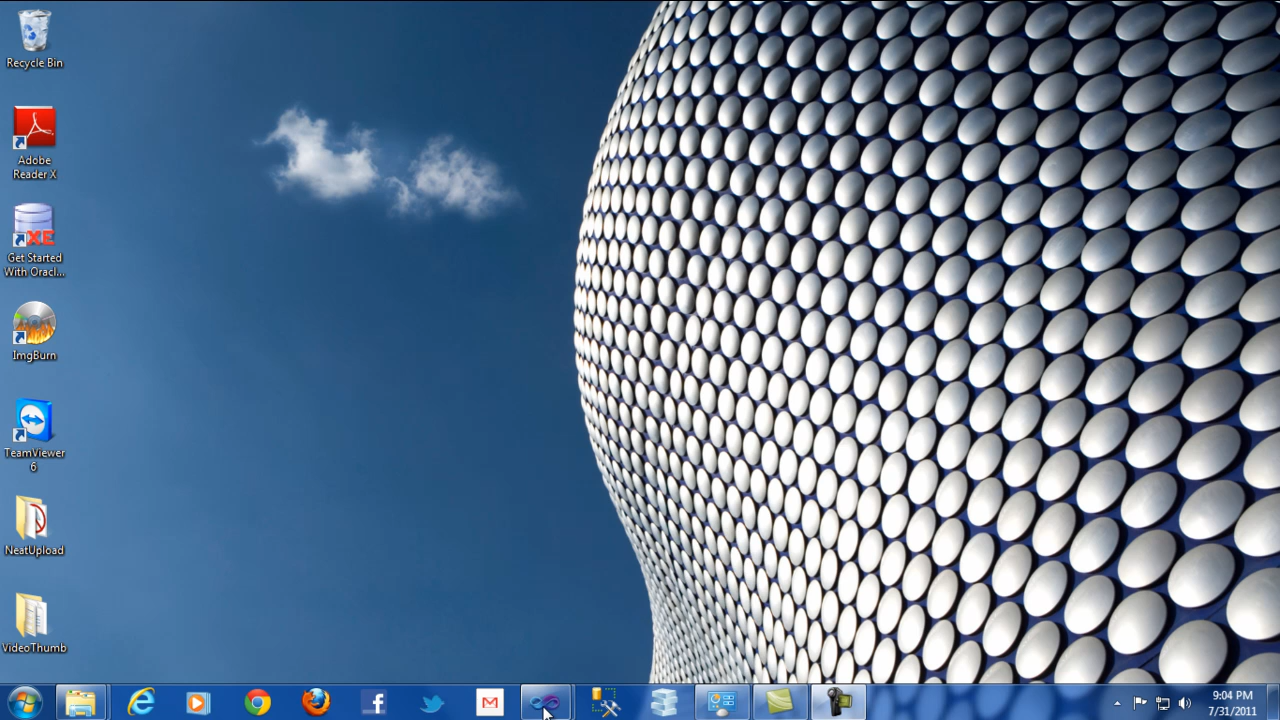 Recycle Bin
Adobe
Reader X
XE
Get Started
With Oracl...
ImgBurn
TeamViewer
6
NeatUpload
VideoThumb
9:04 PM
7/31/2011